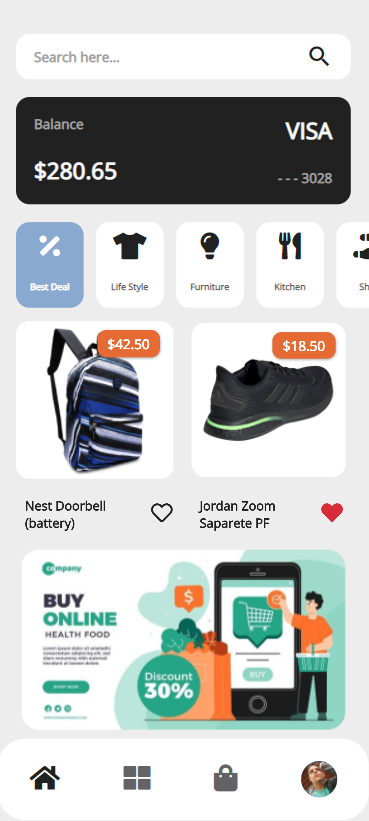 Search here...
Balance
VISA
$280.65
- - - 3028
Best Deal
Life Style
Furniture
Kitchen
Sh
$42.50
$18.50
Nest Doorbell
(battery)
Jordan Zoom
Saparete PF
company
BUY
ONLINE
HEALTH FOOD
SHOP NOW
$
Discount
30%
BUY